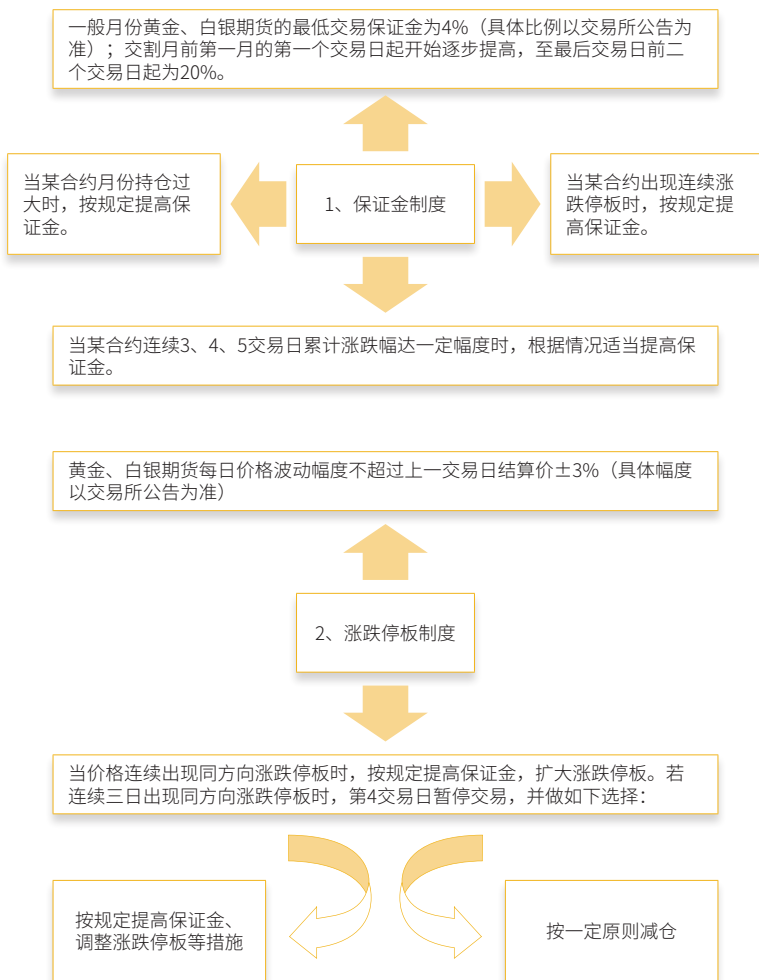 一般月份黄金、白银期货的最低交易保证金为4%（具体比例以交易所公告为
准）；交割月前第一月的第一个交易日起开始逐步提高，至最后交易日前二
个交易日起为20%。
当某合约月份持仓过
大时，按规定提高保
证金。
1、保证金制度
当某合约出现连续涨
跌停板时，按规定提
高保证金。
当某合约连续3、4、5交易日累计涨跌幅达一定幅度时，根据情况适当提高保
证金。
黄金、白银期货每日价格波动幅度不超过上一交易日结算价±3%（具体幅度
以交易所公告为准）
2、涨跌停板制度
当价格连续出现同方向涨跌停板时，按规定提高保证金，扩大涨跌停板。若
连续三日出现同方向涨跌停板时，第4交易日暂停交易，并做如下选择：
按规定提高保证金、
调整涨跌停板等措施
按一定原则减仓